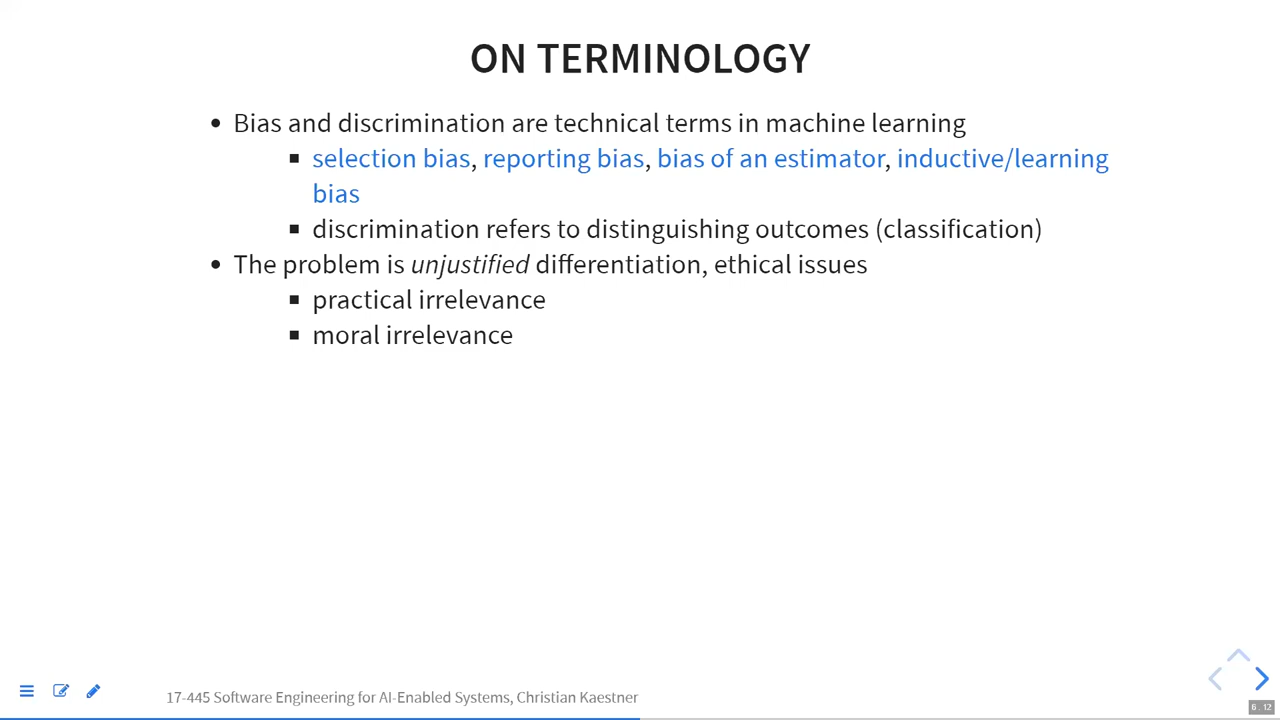 ON TERMINOLOGY
Bias and discrimination are technical terms in machine learning
selection bias, reporting bias, bias of an estimator, inductive/learning
bias
discrimination refers to distinguishing outcomes (classification)
The problem is unjustified differentiation, ethical issues
practical irrelevance
moral irrelevance
17-445 Software Engineering for AI-Enabled Systems, Christian Kaestner
6 . 12